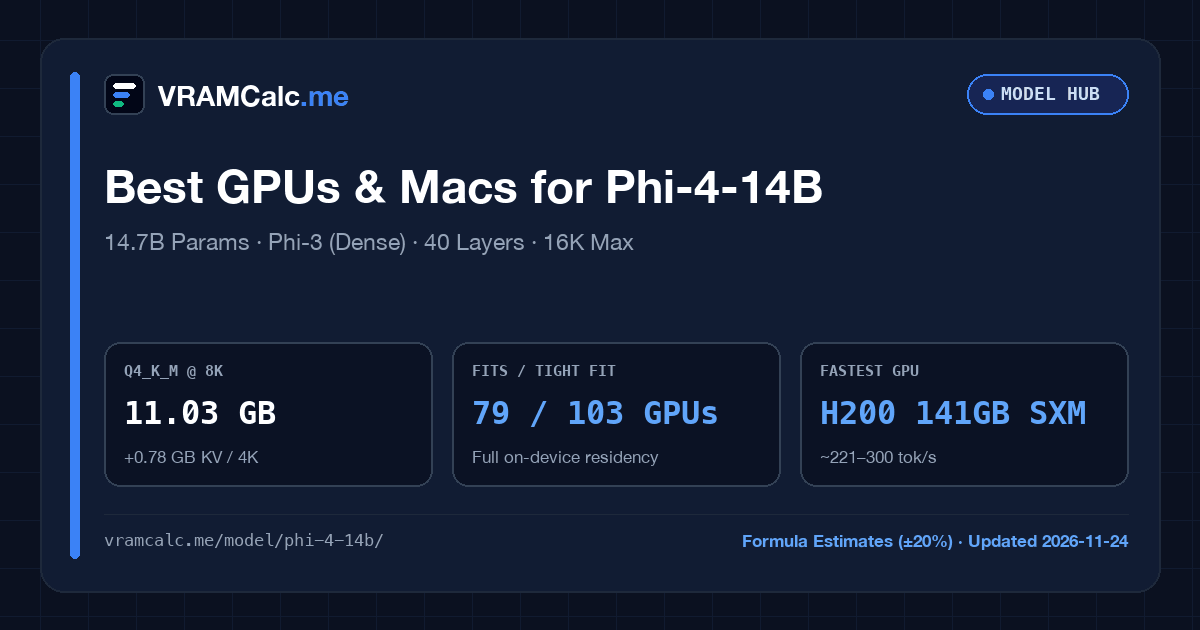 VRAMCalc.me
MODEL HUB
Best GPUs & Macs for Phi-4-14B
14.7B Params · Phi-3 (Dense) · 40 Layers · 16K Max
Q4_K_M @ 8K
11.03 GB
+0.78 GB KV / 4K
FITS / TIGHT FIT
79 / 103 GPUs
Full on-device residency
FASTEST GPU
H200 141GB SXM
~221–300 tok/s
vramcalc.me/model/phi-4-14b/
Formula Estimates (±20%) · Updated 2026-11-24